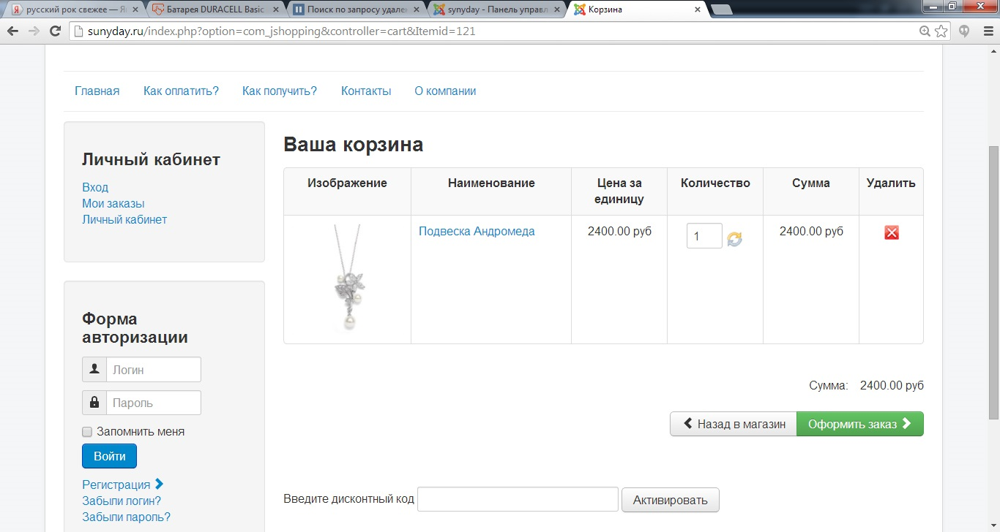 русский свежее — Ян
Батарея DURACELL Basic
Поиск по запросу удале
synyday - Панель управл
Корзина
sunyday.ru/index.php?option=com_jshopping&controller=cart&Itemid=121
Главная Как оплатить? Как получить? Контакты О компании
Личный кабинет
Вход
Мои заказы
Личный кабинет
Форма
авторизации
Логин
Пароль
Запомнить меня
Войти
Регистрация
Забыли логин?
Забыли пароль?
Ваша корзина
Изображение Наименование Цена за единицу Количество Сумма Удалить
Подвеска Андромеда 2400.00 руб 1 2400.00 руб
Сумма: 2400.00 руб
Назад в магазин Оформить заказ
Введите дисконтный код Активировать